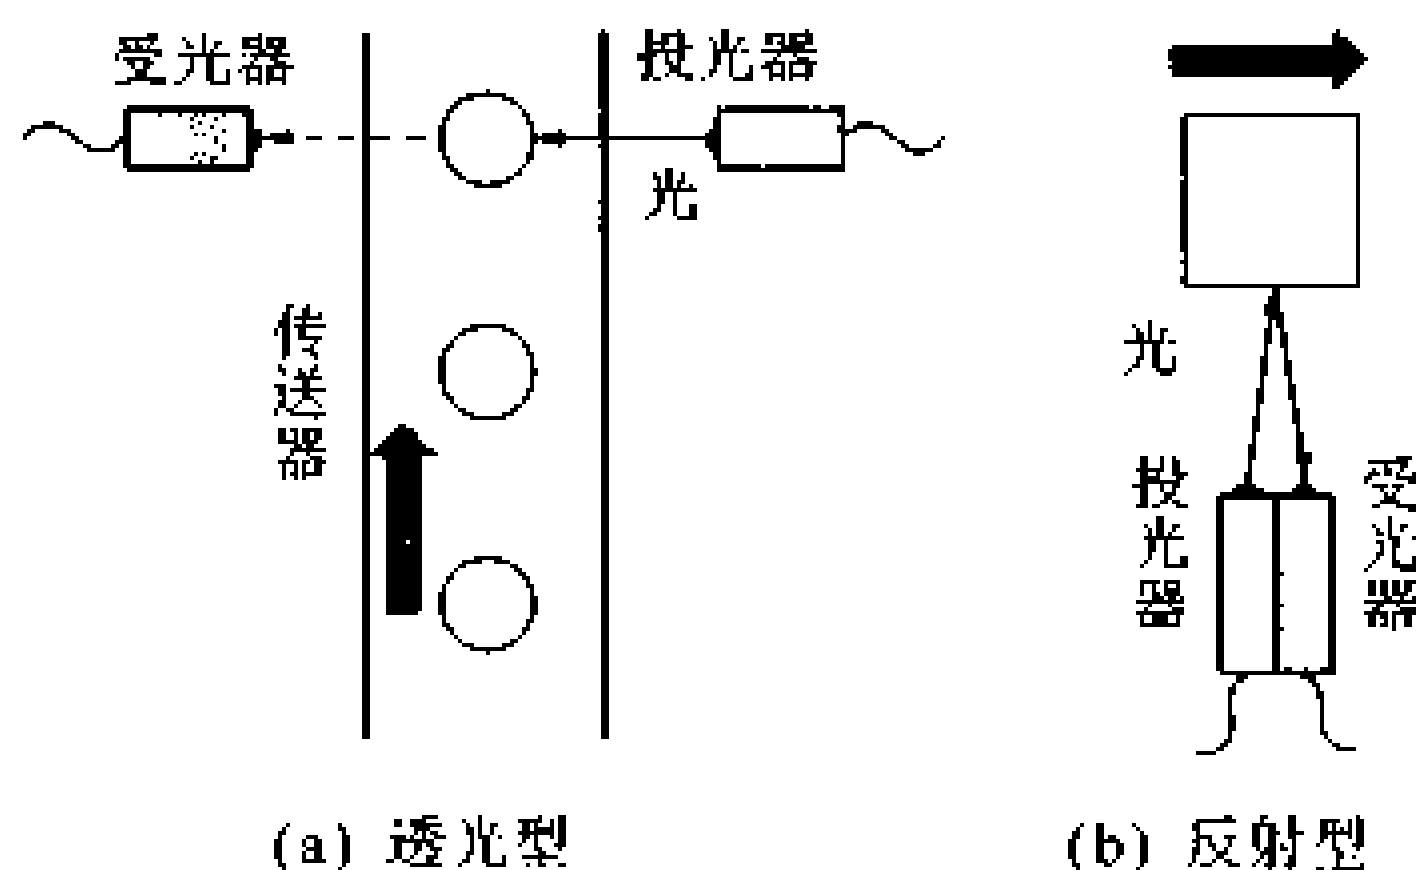 受光器
投光器
光
传送器
(a) 透光型
光
投光器
受光器
(b) 反射型